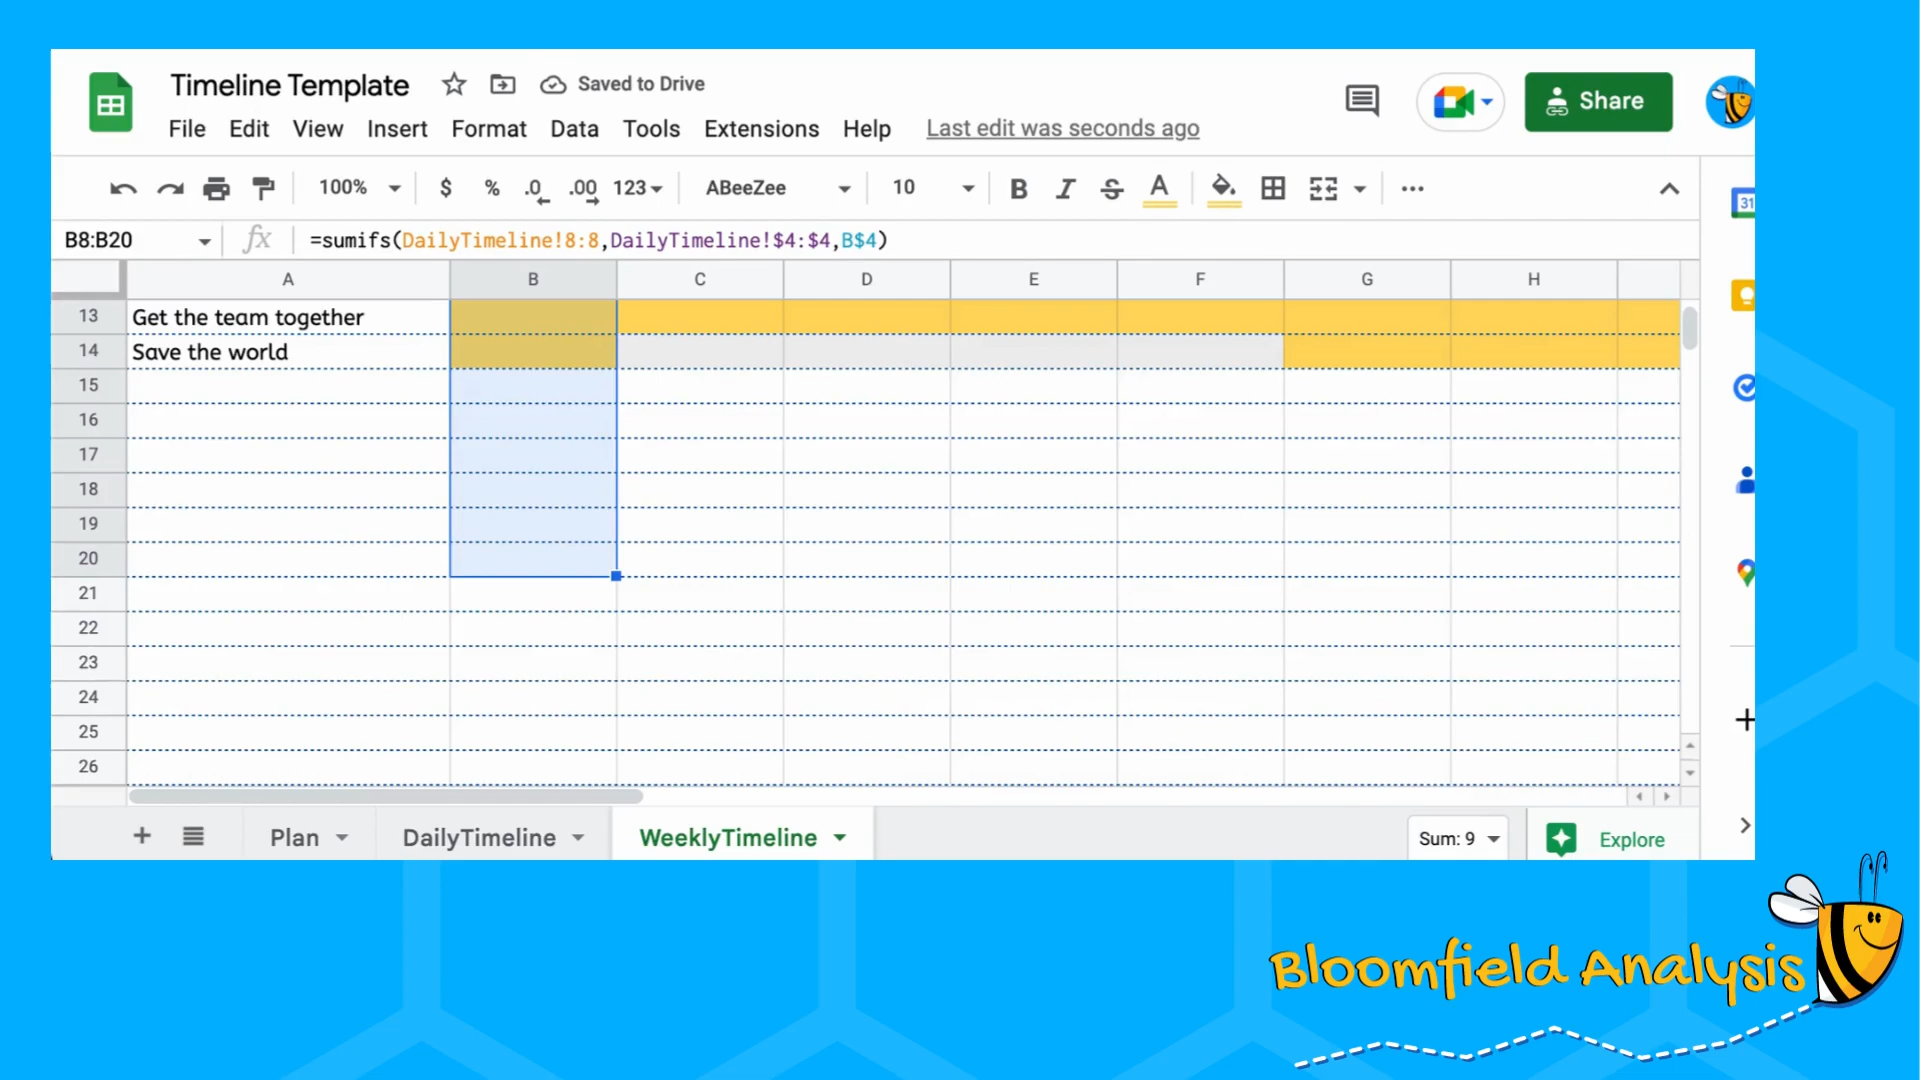 Timeline Template
Saved to Drive
File Edit View Insert Format Data Tools Extensions Help Last edit was seconds ago
Share
100% $ % .0 .00 123 ABeeZee 10 B I S A
31
B8:B20 fx =sumifs(DailyTimeline!8:8,DailyTimeline!$4:$4,B$4)
A B C D E F G H
13 Get the team together
14 Save the world
15
16
17
18
19
20
21
22
23
24
25
26
Plan DailyTimeline WeeklyTimeline Sum: 9 Explore
Bloomfield Analysis